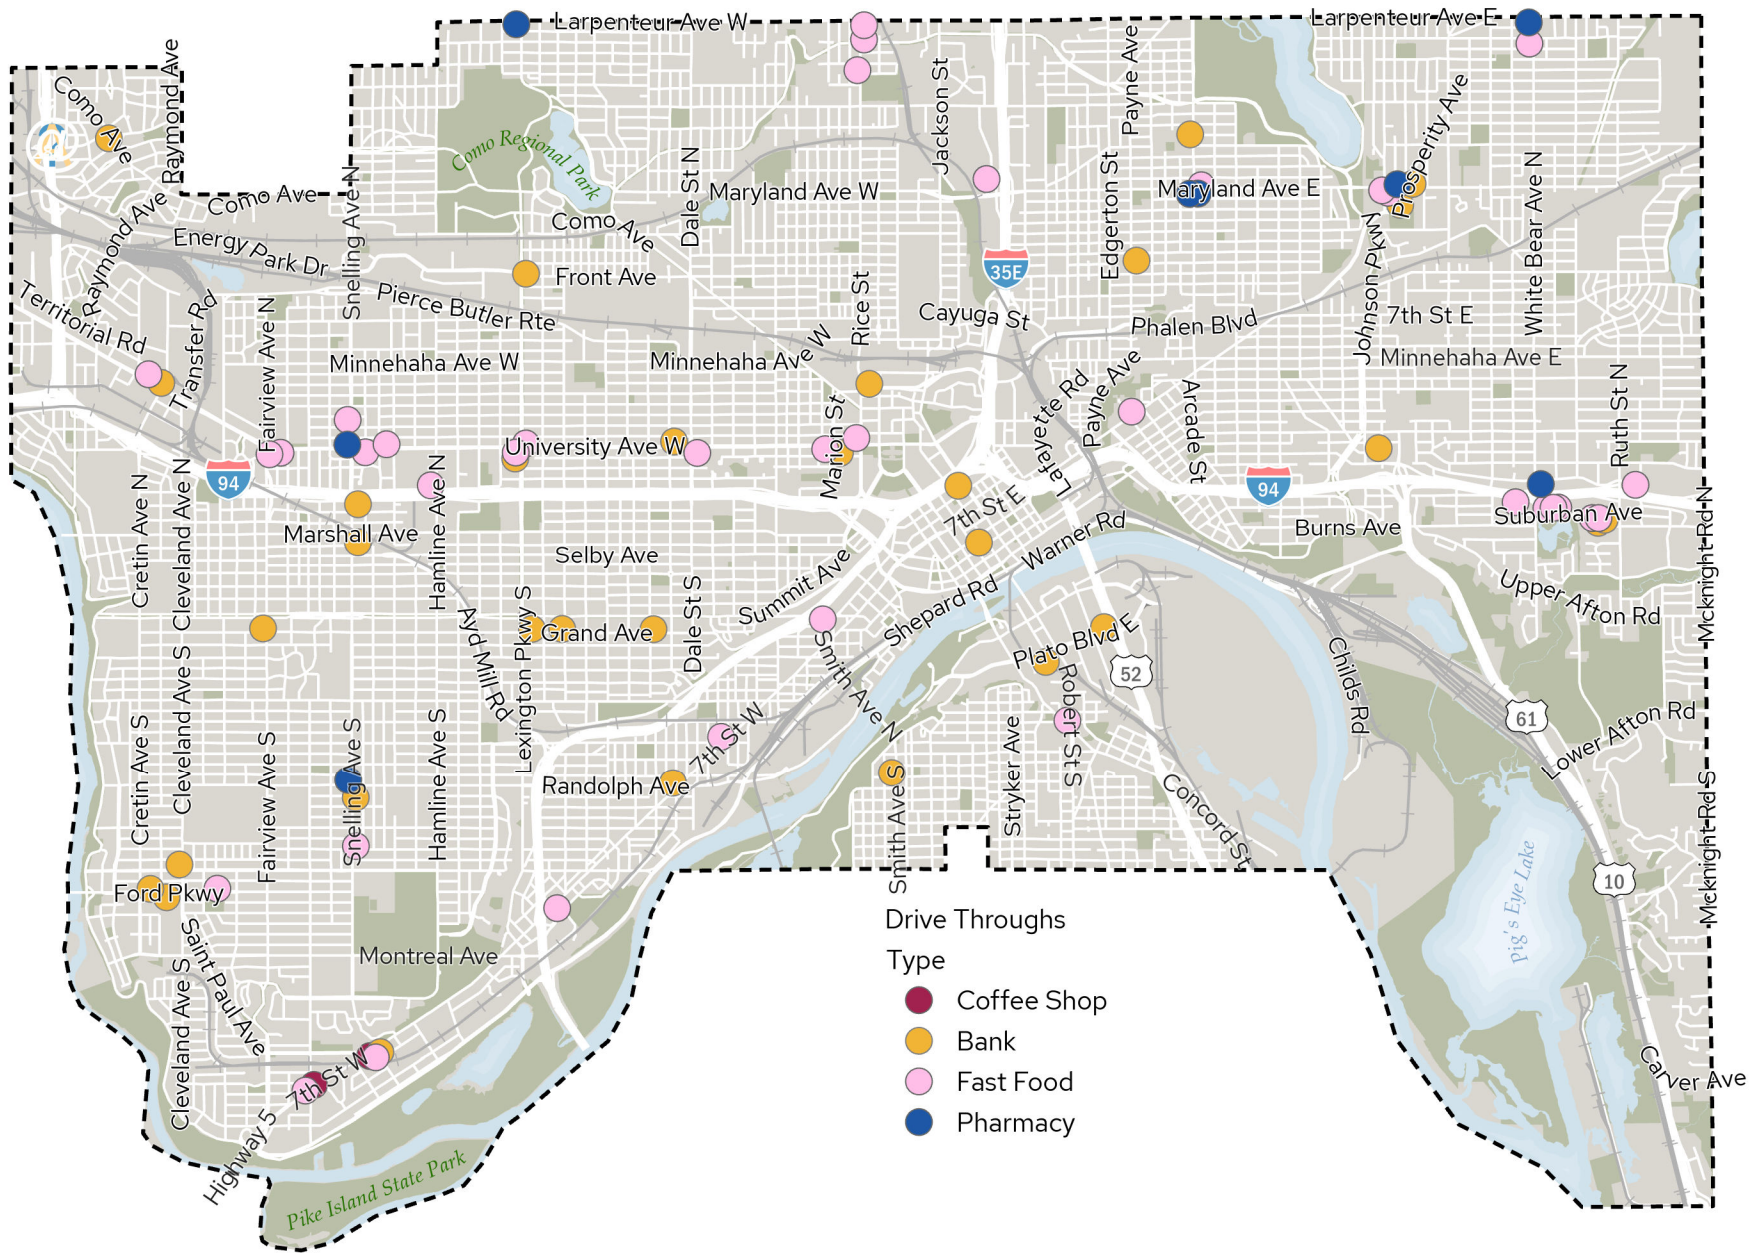 Larpenteur Ave W
Larpenteur Ave E
Como Ave
Raymond Ave
Como Regional Park
Jackson St
Payne Ave
Prosperity Ave
Raymond Ave
Como Ave
Snelling Ave N
Dale St N
Maryland Ave W
Maryland Ave E
Edgerton St
White Bear Ave N
Como Ave
Energy Park Dr
Front Ave
35E
Johnson Pkwy
Territorial Rd
Transfer Rd
Fairview Ave N
Pierce Butler Rte
Rice St
Cayuga St
Phalen Blvd
7th St E
Minnehaha Ave W
Minnehaha Ave W
Minnehaha Ave E
Payne Ave
Lafayette Rd
Arcade St
Ruth St N
Marion St
University Ave W
94
94
Cretin Ave N
Cleveland Ave N
Hamline Ave N
Marshall Ave
7th St E
Warner Rd
Burns Ave
Suburban Ave
Mcknight Rd N
Selby Ave
Summit Ave
Shepard Rd
Upper Afton Rd
Ayd Mill Rd
Lexington Pkwy S
Grand Ave
Dale St S
Smith Ave N
Plato Blvd E
52
Childs Rd
61
Lower Afton Rd
Cretin Ave S
Cleveland Ave S
Fairview Ave S
Snelling Ave S
Hamline Ave S
7th St W
Randolph Ave
Robert St S
Stryker Ave
Smith Ave S
Concord St
Mcknight Rd S
Pig's Eye Lake
10
Ford Pkwy
Saint Paul Ave
Montreal Ave
Cleveland Ave S
7th St W
Highway 5
Pike Island State Park
Carver Ave
Drive Throughs
Type
Coffee Shop
Bank
Fast Food
Pharmacy